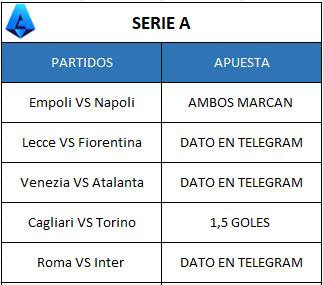 SERIE A
PARTIDOS APUESTA
Empoli VS Napoli AMBOS MARCAN
Lecce VS Fiorentina DATO EN TELEGRAM
Venezia VS Atalanta DATO EN TELEGRAM
Cagliari VS Torino 1,5 GOLES
Roma VS Inter DATO EN TELEGRAM